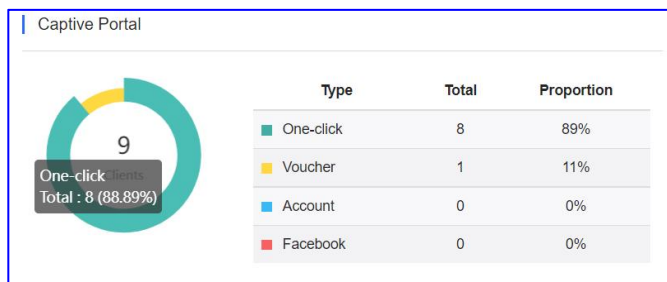 Captive Portal
9
Clients
One-click
Total : 8 (88.89%)
Type Total Proportion
One-click 8 89%
Voucher 1 11%
Account 0 0%
Facebook 0 0%